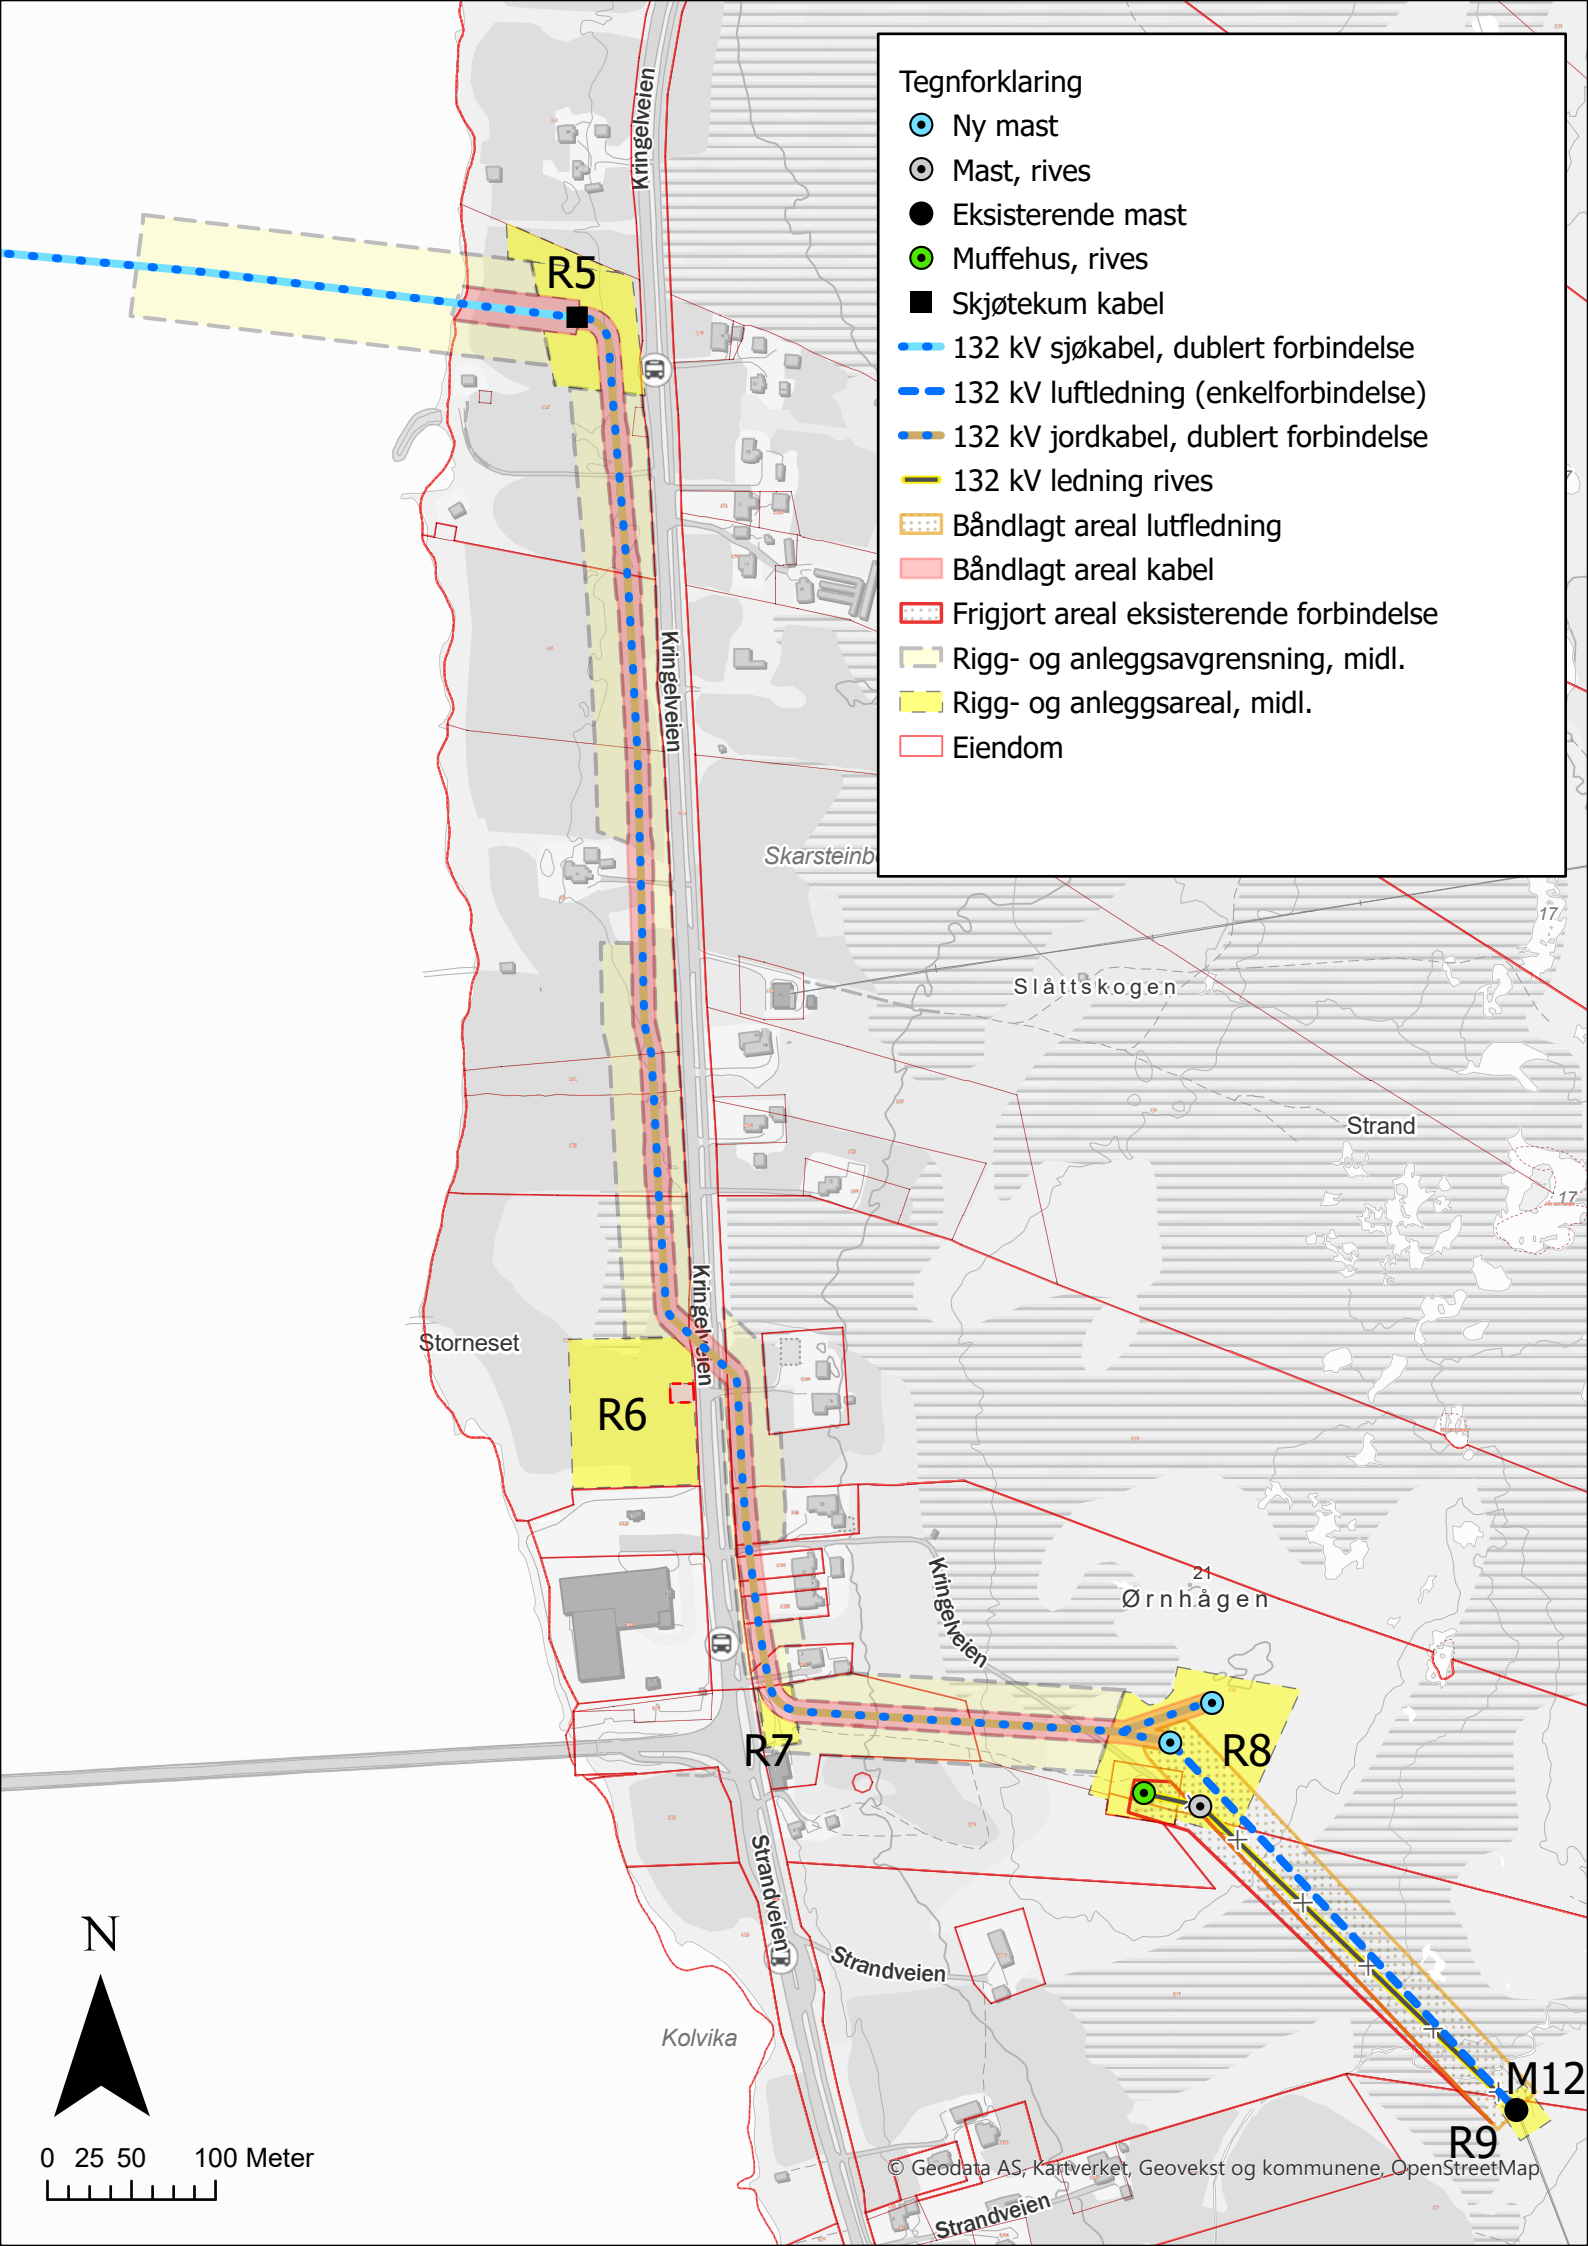 Tegnforklaring
Ny mast
Mast, rives
Eksisterende mast
Muffehus, rives
Skjøtekum kabel
132 kV sjøkabel, dublert forbindelse
132 kV luftledning (enkelforbindelse)
132 kV jordkabel, dublert forbindelse
132 kV ledning rives
Båndlagt areal lutfledning
Båndlagt areal kabel
Frigjort areal eksisterende forbindelse
Rigg- og anleggsavgrensning, midl.
Rigg- og anleggsareal, midl.
Eiendom
Kringelveien
R5
Kringelveien
Skarsteinb
17
Slåttskogen
Strand
17
Kringelveien
Storneset
R6
Kringelveien
21
Ørnhågen
R7
R8
Strandveien
Strandveien
N
Kolvika
M12
R9
0 25 50 100 Meter
© Geodata AS, Kartverket, Geovekst og kommunene, OpenStreetMap
Strandveien